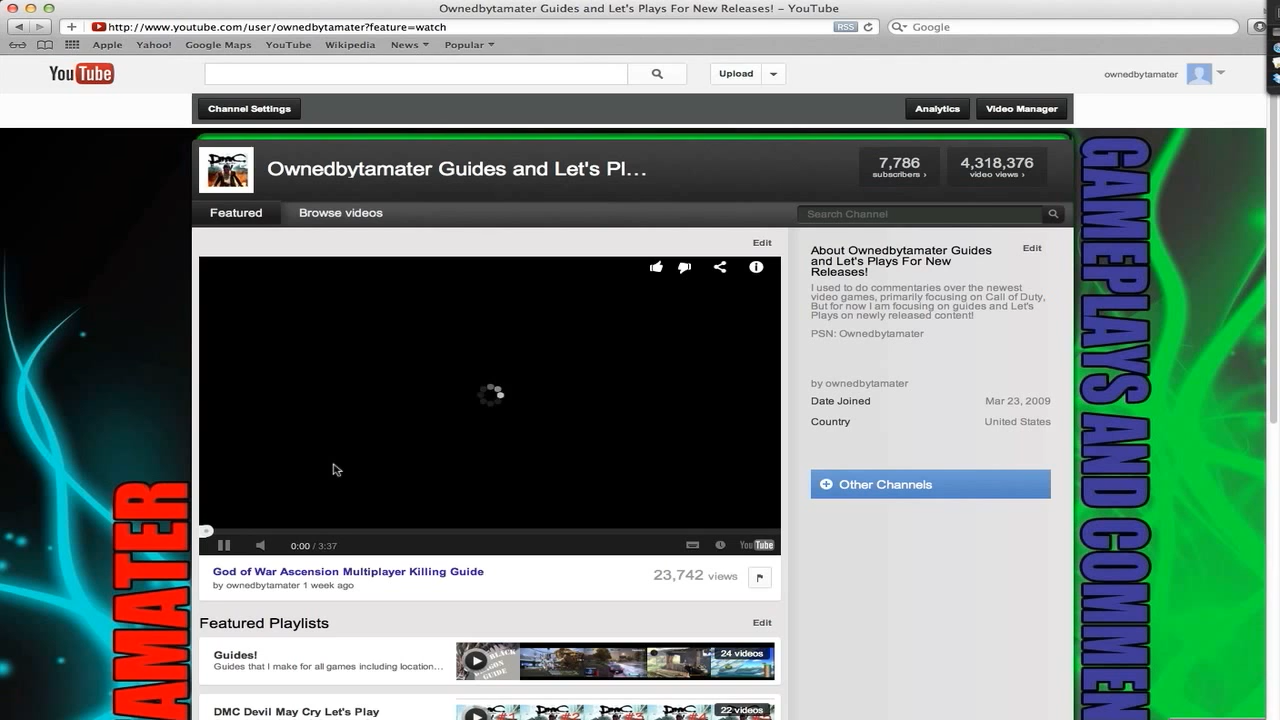 Ownedbytamater Guides and Let's Plays For New Releases! – YouTube
http://www.youtube.com/user/ownedbytamater?feature=watch
RSS
Google
Apple
Yahoo!
Google Maps
YouTube
Wikipedia
News
Popular
YouTube
Upload
ownedbytamater
Channel Settings
Analytics
Video Manager
DMC
Ownedbytamater Guides and Let's Pl...
7,786
subscribers ›
4,318,376
video views ›
Featured
Browse videos
Search Channel
Edit
About Ownedbytamater Guides
and Let's Plays For New
Releases!
Edit
I used to do commentaries over the newest
video games, primarily focusing on Call of Duty,
But for now I am focusing on guides and Let's
Plays on newly released content!
PSN: Ownedbytamater
by ownedbytamater
Date Joined
Mar 23, 2009
Country
United States
Other Channels
0:00 / 3:37
YouTube
God of War Ascension Multiplayer Killing Guide
by ownedbytamater 1 week ago
23,742 views
Featured Playlists
Edit
Guides!
Guides that I make for all games including location...
24 videos
DMC Devil May Cry Let's Play
22 videos
AMATER
GAMEPLAYS AND COMMEN